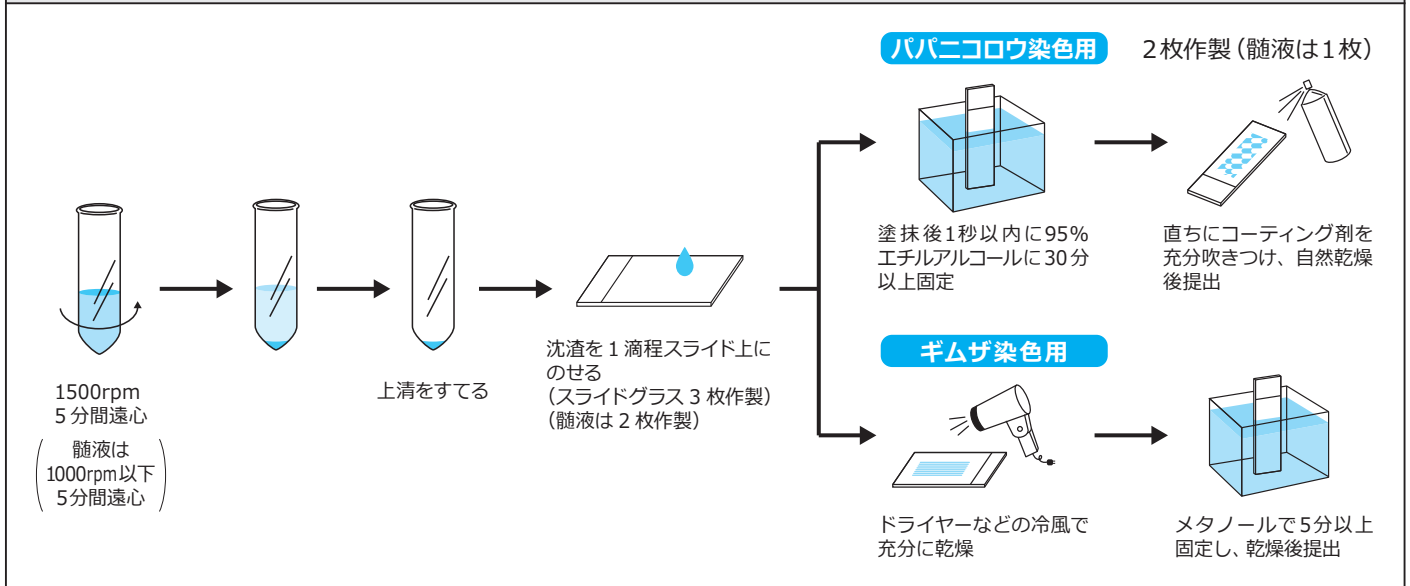 1500rpm
5分間遠心
髄液は
1000rpm以下
5分間遠心
上清をすてる
沈渣を1滴程スライド上に
のせる
(スライドグラス3枚作製)
(髄液は2枚作製)
パパニコロウ染色用
2枚作製(髄液は1枚)
塗抹後1秒以内に95%
エチルアルコールに30分
以上固定
直ちにコーティング剤を
充分吹きつけ、自然乾燥
後提出
ギムザ染色用
ドライヤーなどの冷風で
充分に乾燥
メタノールで5分以上
固定し、乾燥後提出